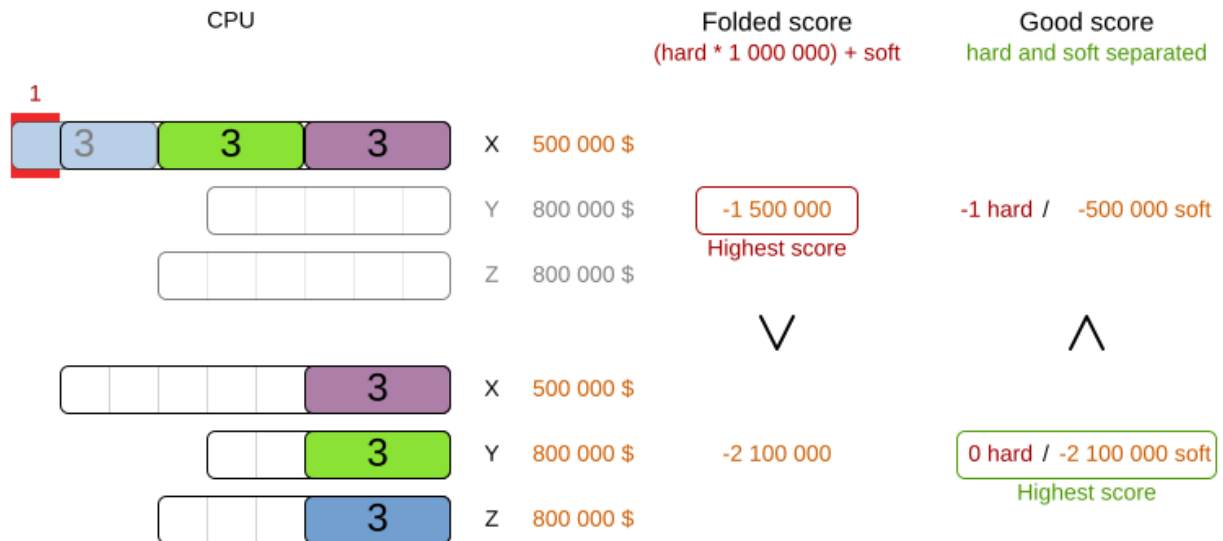 CPU Folded score Good score
(hard * 1 000 000) + soft hard and soft separated
1
3 3 3 X 500 000 $
Y 800 000 $ -1 500 000 -1 hard / -500 000 soft
Highest score
Z 800 000 $
3 X 500 000 $
3 Y 800 000 $ -2 100 000 0 hard / -2 100 000 soft
Highest score
3 Z 800 000 $